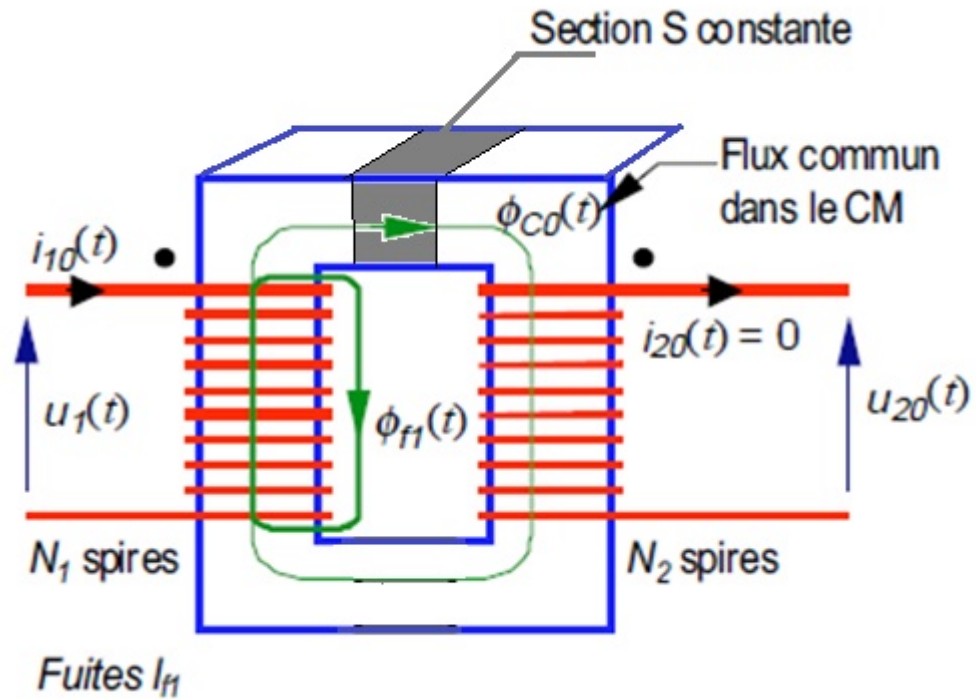 Section S constante
Flux commun
dans le CM
ϕC0(t)
i10(t)
i20(t) = 0
u1(t)
ϕf1(t)
u20(t)
N1 spires
N2 spires
Fuites lf1